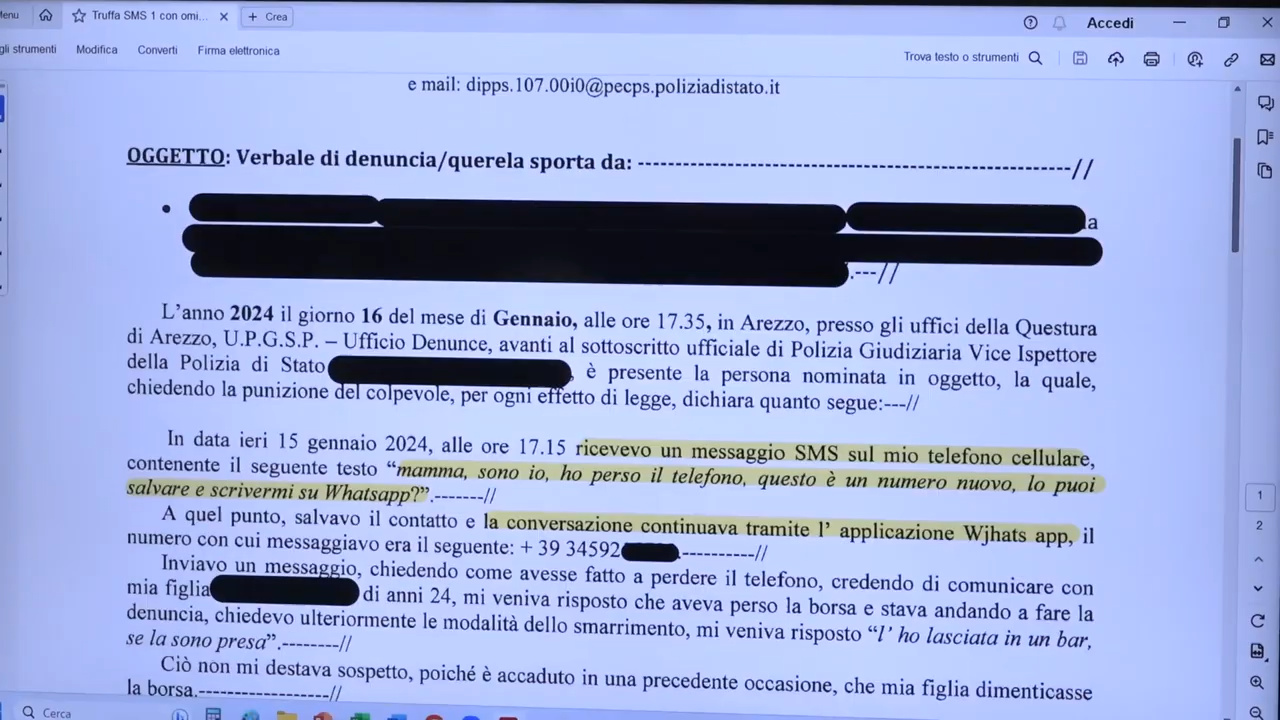 Menu
Truffa SMS 1 con omi...
+ Crea
Accedi
gli strumenti Modifica Converti Firma elettronica
Trova testo o strumenti
e mail: dipps.107.00i0@pecps.poliziadistato.it
OGGETTO: Verbale di denuncia/querela sporta da: ------------------------------------------------------//
.---//
L’anno 2024 il giorno 16 del mese di Gennaio, alle ore 17.35, in Arezzo, presso gli uffici della Questura
di Arezzo, U.P.G.S.P. – Ufficio Denunce, avanti al sottoscritto ufficiale di Polizia Giudiziaria Vice Ispettore
della Polizia di Stato , è presente la persona nominata in oggetto, la quale,
chiedendo la punizione del colpevole, per ogni effetto di legge, dichiara quanto segue:---//
In data ieri 15 gennaio 2024, alle ore 17.15 ricevevo un messaggio SMS sul mio telefono cellulare,
contenente il seguente testo “mamma, sono io, ho perso il telefono, questo è un numero nuovo, lo puoi
salvare e scrivermi su Whatsapp?”.-------//
A quel punto, salvavo il contatto e la conversazione continuava tramite l’ applicazione Wjhats app, il
numero con cui messaggiavo era il seguente: + 39 34592 .----------//
Inviavo un messaggio, chiedendo come avesse fatto a perdere il telefono, credendo di comunicare con
mia figlia di anni 24, mi veniva risposto che aveva perso la borsa e stava andando a fare la
denuncia, chiedevo ulteriormente le modalità dello smarrimento, mi veniva risposto “l’ ho lasciata in un bar,
se la sono presa”.--------//
Ciò non mi destava sospetto, poiché è accaduto in una precedente occasione, che mia figlia dimenticasse
la borsa.-----------------//
1
2
Cerca